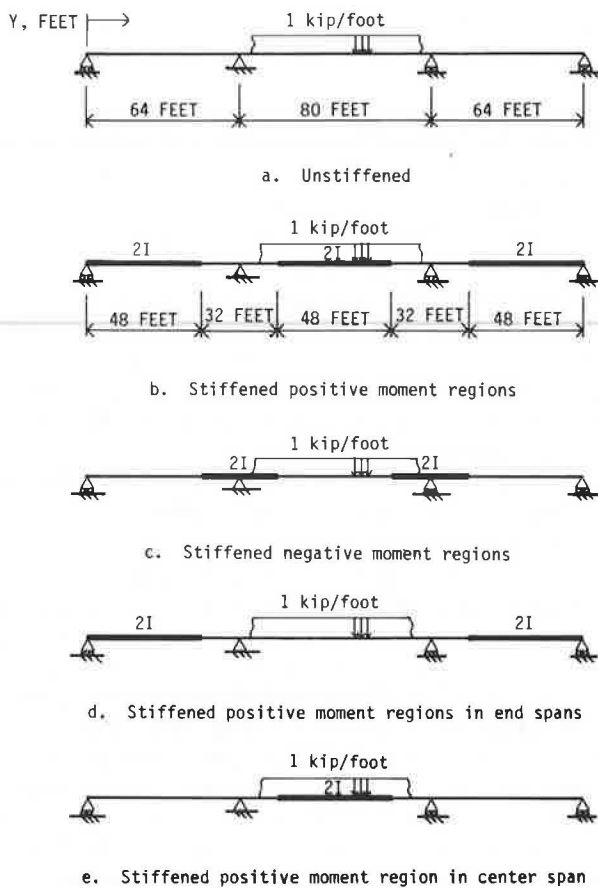 Y, FEET
1 kip/foot
64 FEET 80 FEET 64 FEET
a. Unstiffened
1 kip/foot
2I 2I 2I
48 FEET 32 FEET 48 FEET 32 FEET 48 FEET
b. Stiffened positive moment regions
1 kip/foot
2I 2I
c. Stiffened negative moment regions
1 kip/foot
2I 2I
d. Stiffened positive moment regions in end spans
1 kip/foot
2I
e. Stiffened positive moment region in center span